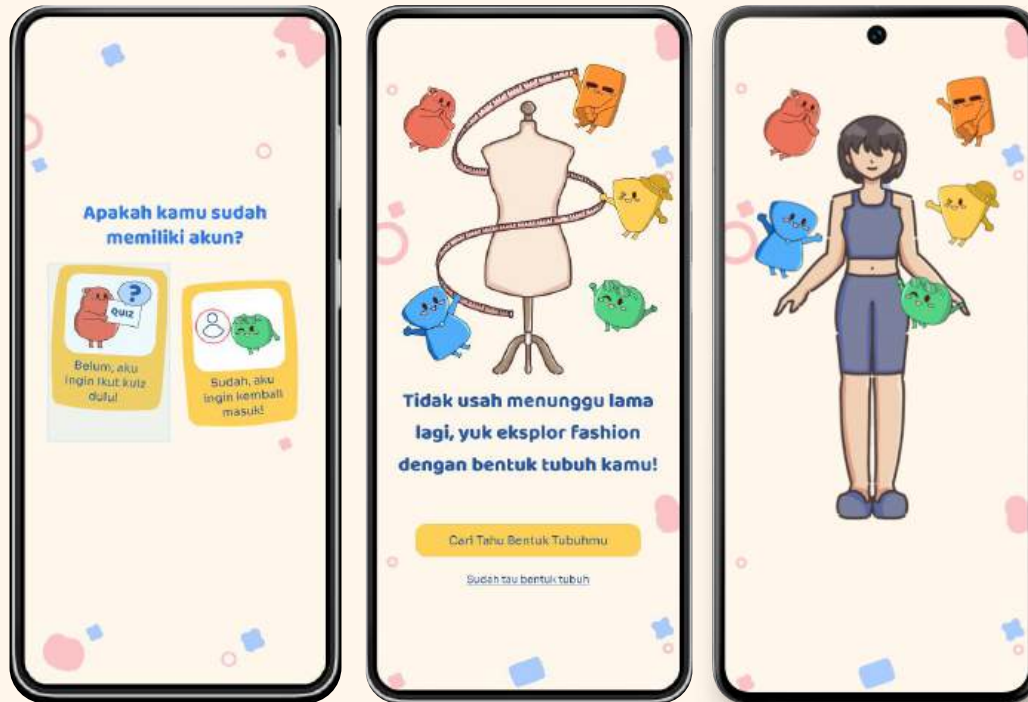 Apakah kamu sudah
memiliki akun?
?
QUIZ
Belum, aku
ingin ikut kuiz
dulu!
Sudah, aku
ingin kembali
masuk!
Tidak usah menunggu lama
lagi, yuk eksplor fashion
dengan bentuk tubuh kamu!
Cari Tahu Bentuk Tubuhmu
Sudah tau bentuk tubuh